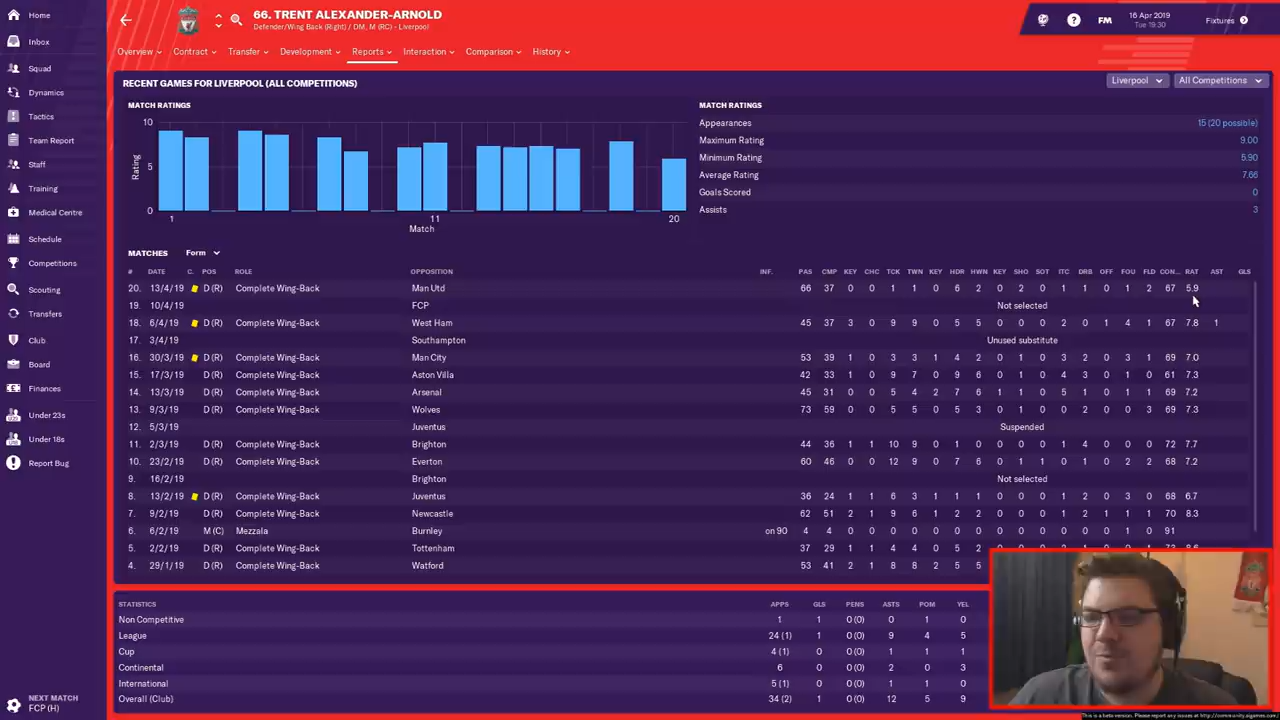 66. TRENT ALEXANDER-ARNOLD
Defender/Wing Back (Right) / DM, M (RC) - Liverpool
FM 16 Apr 2019 Tue 19:30 Fixtures
Overview Contract Transfer Development Reports Interaction Comparison History
Home
Inbox
Squad
Dynamics
Tactics
Team Report
Staff
Training
Medical Centre
Schedule
Competitions
Scouting
Transfers
Club
Board
Finances
Under 23s
Under 18s
Report Bug
NEXT MATCH
FCP (H)
RECENT GAMES FOR LIVERPOOL (ALL COMPETITIONS) Liverpool All Competitions
MATCH RATINGS
10
5
0
Rating
1 11 20
Match
MATCH RATINGS
Appearances 15 (20 possible)
Maximum Rating 9.00
Minimum Rating 5.90
Average Rating 7.66
Goals Scored 0
Assists 3
MATCHES Form
# DATE C. POS ROLE OPPOSITION INF. PAS CMP KEY CHC TCK TWN KEY HDR HWN KEY SHO SOT ITC DRB OFF FOU FLD CON... RAT AST GLS
20. 13/4/19 D (R) Complete Wing-Back Man Utd 66 37 0 0 1 1 0 6 2 0 2 0 1 1 0 1 2 67 5.9
19. 10/4/19 FCP Not selected
18. 6/4/19 D (R) Complete Wing-Back West Ham 45 37 3 0 9 9 0 5 5 0 0 0 2 0 1 4 1 67 7.8 1
17. 3/4/19 Southampton Unused substitute
16. 30/3/19 D (R) Complete Wing-Back Man City 53 39 1 0 3 3 1 4 2 0 1 0 3 2 0 3 1 69 7.0
15. 17/3/19 D (R) Complete Wing-Back Aston Villa 42 33 1 0 9 7 0 9 6 0 0 0 4 3 0 1 0 61 7.3
14. 13/3/19 D (R) Complete Wing-Back Arsenal 45 31 0 0 5 4 2 7 6 1 1 0 5 1 0 1 1 69 7.2
13. 9/3/19 D (R) Complete Wing-Back Wolves 73 59 0 0 5 5 0 5 3 0 1 0 0 2 0 0 3 69 7.3
12. 5/3/19 Juventus Suspended
11. 2/3/19 D (R) Complete Wing-Back Brighton 44 36 1 1 10 9 0 1 0 0 0 0 1 4 0 1 0 72 7.7
10. 23/2/19 D (R) Complete Wing-Back Everton 60 46 1 0 12 9 0 7 6 0 1 1 0 0 0 2 2 68 7.2
9. 16/2/19 Brighton Not selected
8. 13/2/19 D (R) Complete Wing-Back Juventus 36 24 1 1 6 3 1 1 1 0 0 0 1 2 0 3 0 68 6.7
7. 9/2/19 D (R) Complete Wing-Back Newcastle 62 51 2 1 9 6 1 2 2 0 0 0 0 1 2 1 1 70 8.3
6. 6/2/19 M (C) Mezzala Burnley on 90 4 4 0 0 0 0 0 0 0 0 0 0 0 0 0 1 0 91
5. 2/2/19 D (R) Complete Wing-Back Tottenham 37 29 1 1 4 4 0 5 2
4. 29/1/19 D (R) Complete Wing-Back Watford 53 41 2 1 8 8 2 5 5
STATISTICS APPS GLS PENS ASTS POM YEL
Non Competitive 1 1 0 (0) 0 1 0
League 24 (1) 1 0 (0) 9 4 5
Cup 4 (1) 0 0 (0) 1 1 1
Continental 6 0 0 (0) 2 0 3
International 5 (1) 0 0 (0) 1 1 0
Overall (Club) 34 (2) 1 0 (0) 12 5 9
This is a beta version. Please report any issues at http://community.sigames.com/